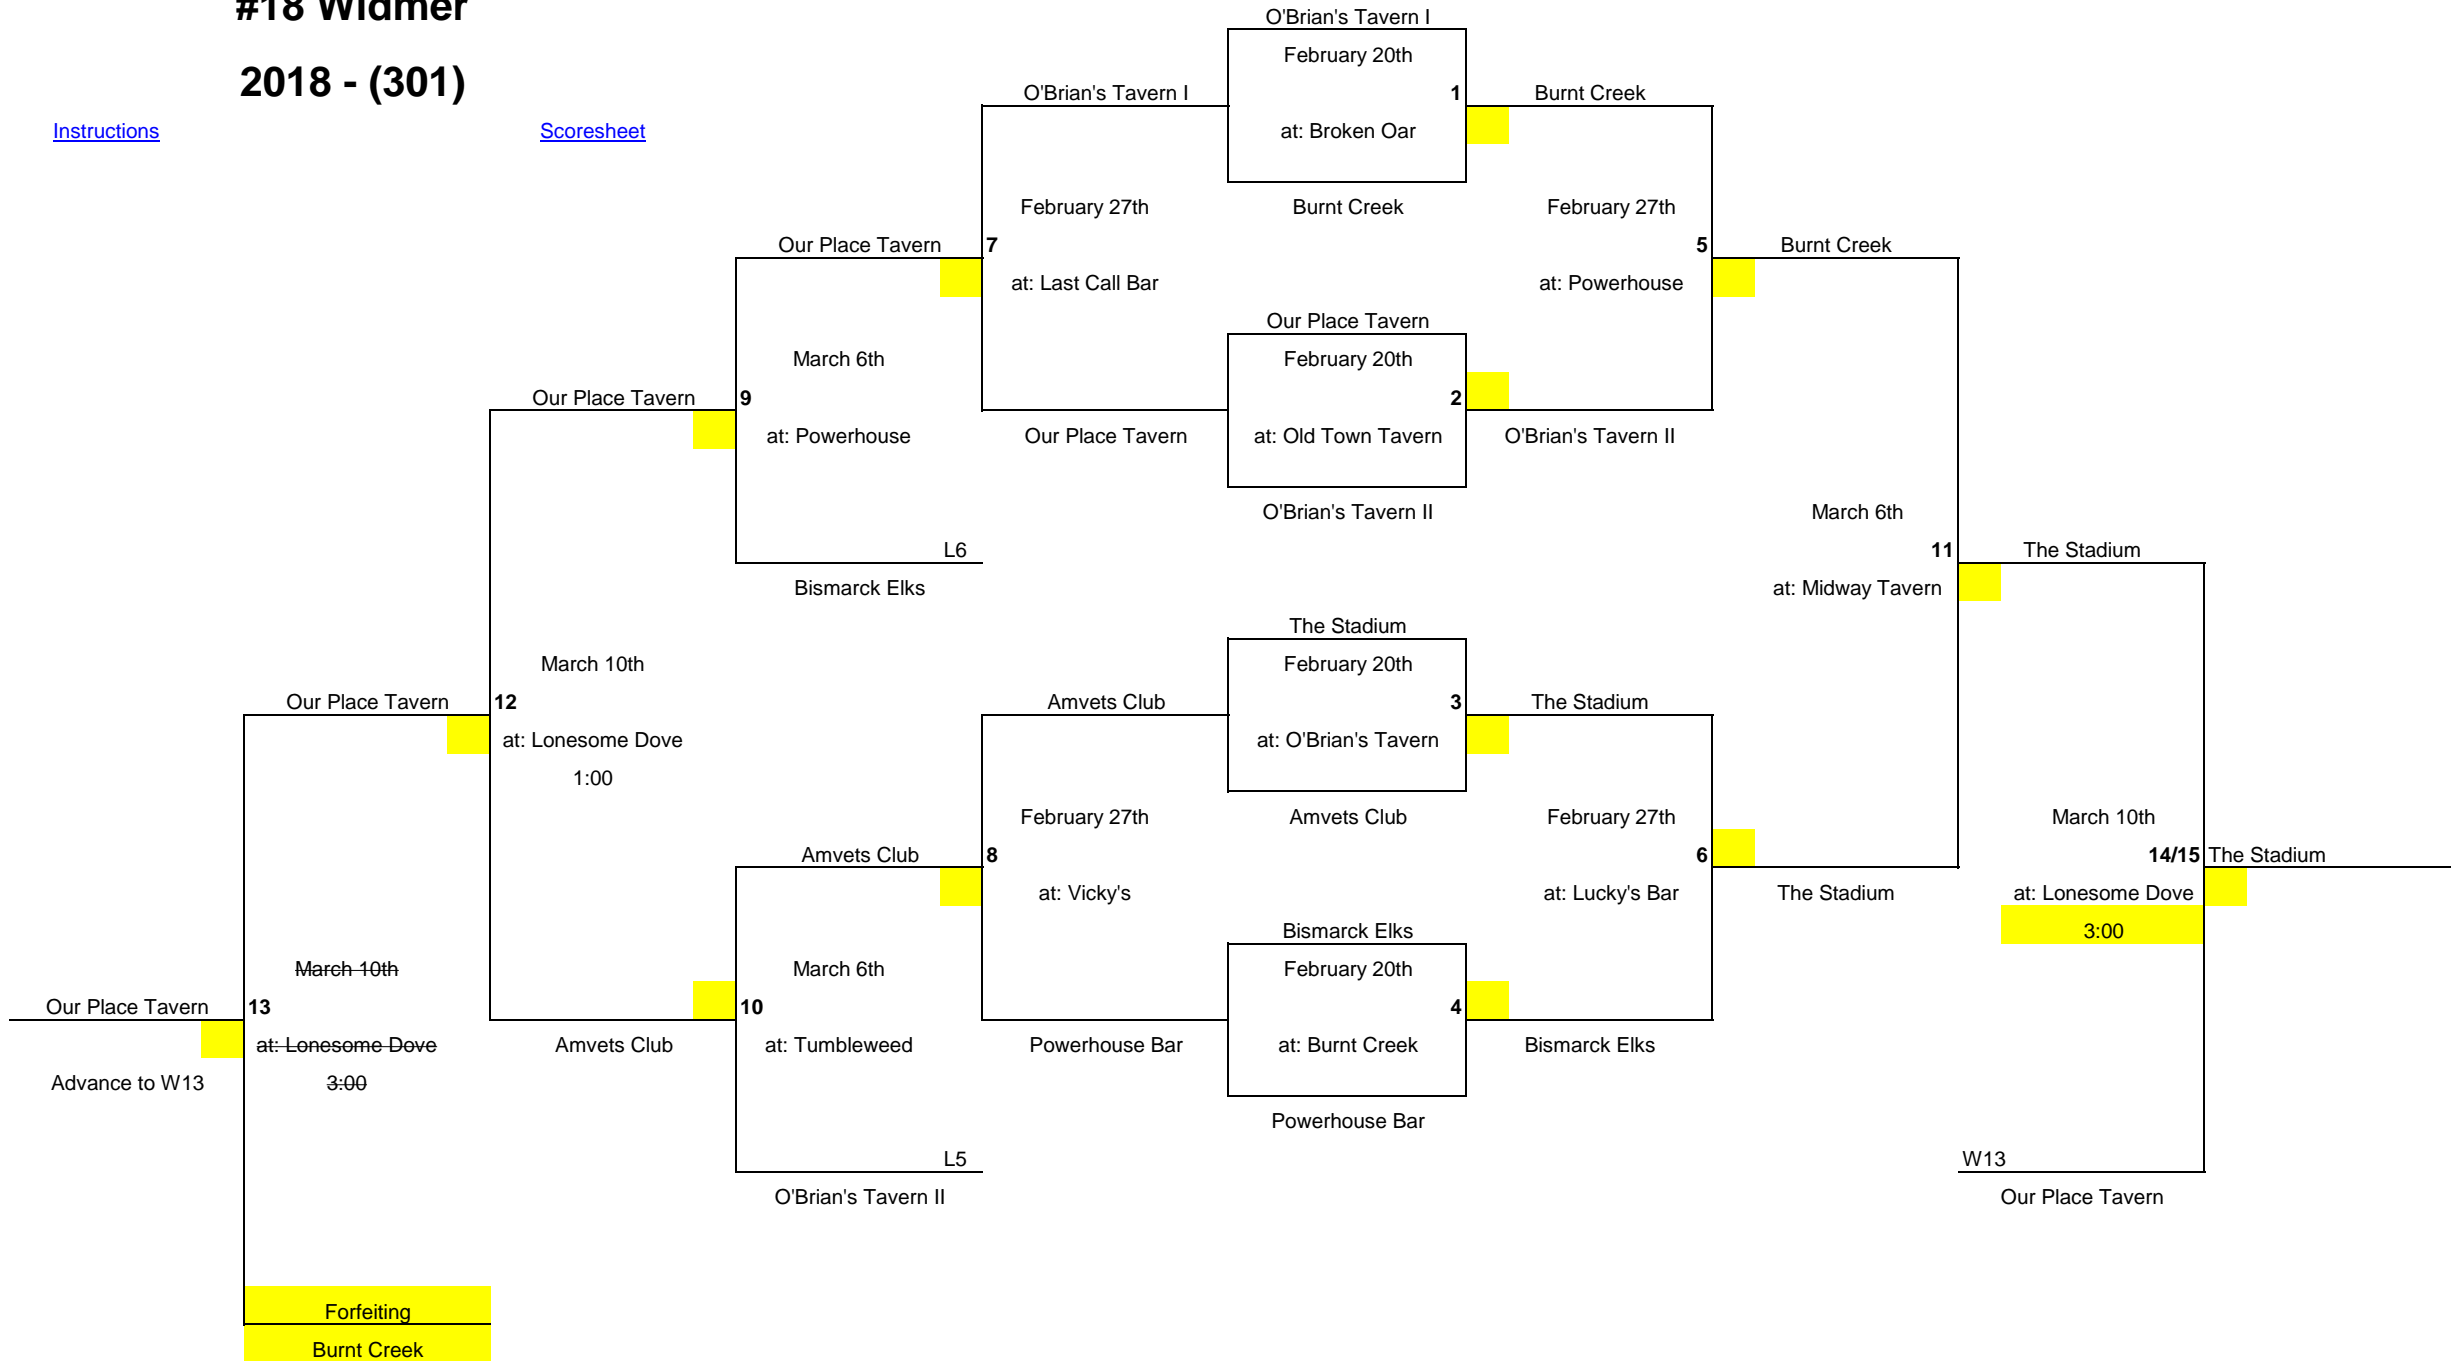 #18 Widmer
O'Brian's Tavern I
February 20th
2018 - (301)
O'Brian's Tavern I
1
Burnt Creek
Instructions
Scoresheet
at: Broken Oar
February 27th
Burnt Creek
February 27th
Our Place Tavern
7
5
Burnt Creek
at: Last Call Bar
at: Powerhouse
Our Place Tavern
March 6th
February 20th
Our Place Tavern
9
2
at: Powerhouse
Our Place Tavern
at: Old Town Tavern
O'Brian's Tavern II
O'Brian's Tavern II
March 6th
L6
11
The Stadium
Bismarck Elks
at: Midway Tavern
The Stadium
March 10th
February 20th
Our Place Tavern
12
Amvets Club
3
The Stadium
at: Lonesome Dove
at: O'Brian's Tavern
1:00
February 27th
Amvets Club
February 27th
March 10th
Amvets Club
8
6
14/15
The Stadium
at: Vicky's
at: Lucky's Bar
The Stadium
at: Lonesome Dove
Bismarck Elks
3:00
March 10th
March 6th
February 20th
Our Place Tavern
13
10
4
at: Lonesome Dove
Amvets Club
at: Tumbleweed
Powerhouse Bar
at: Burnt Creek
Bismarck Elks
Advance to W13
3:00
Powerhouse Bar
L5
W13
O'Brian's Tavern II
Our Place Tavern
Forfeiting
Burnt Creek